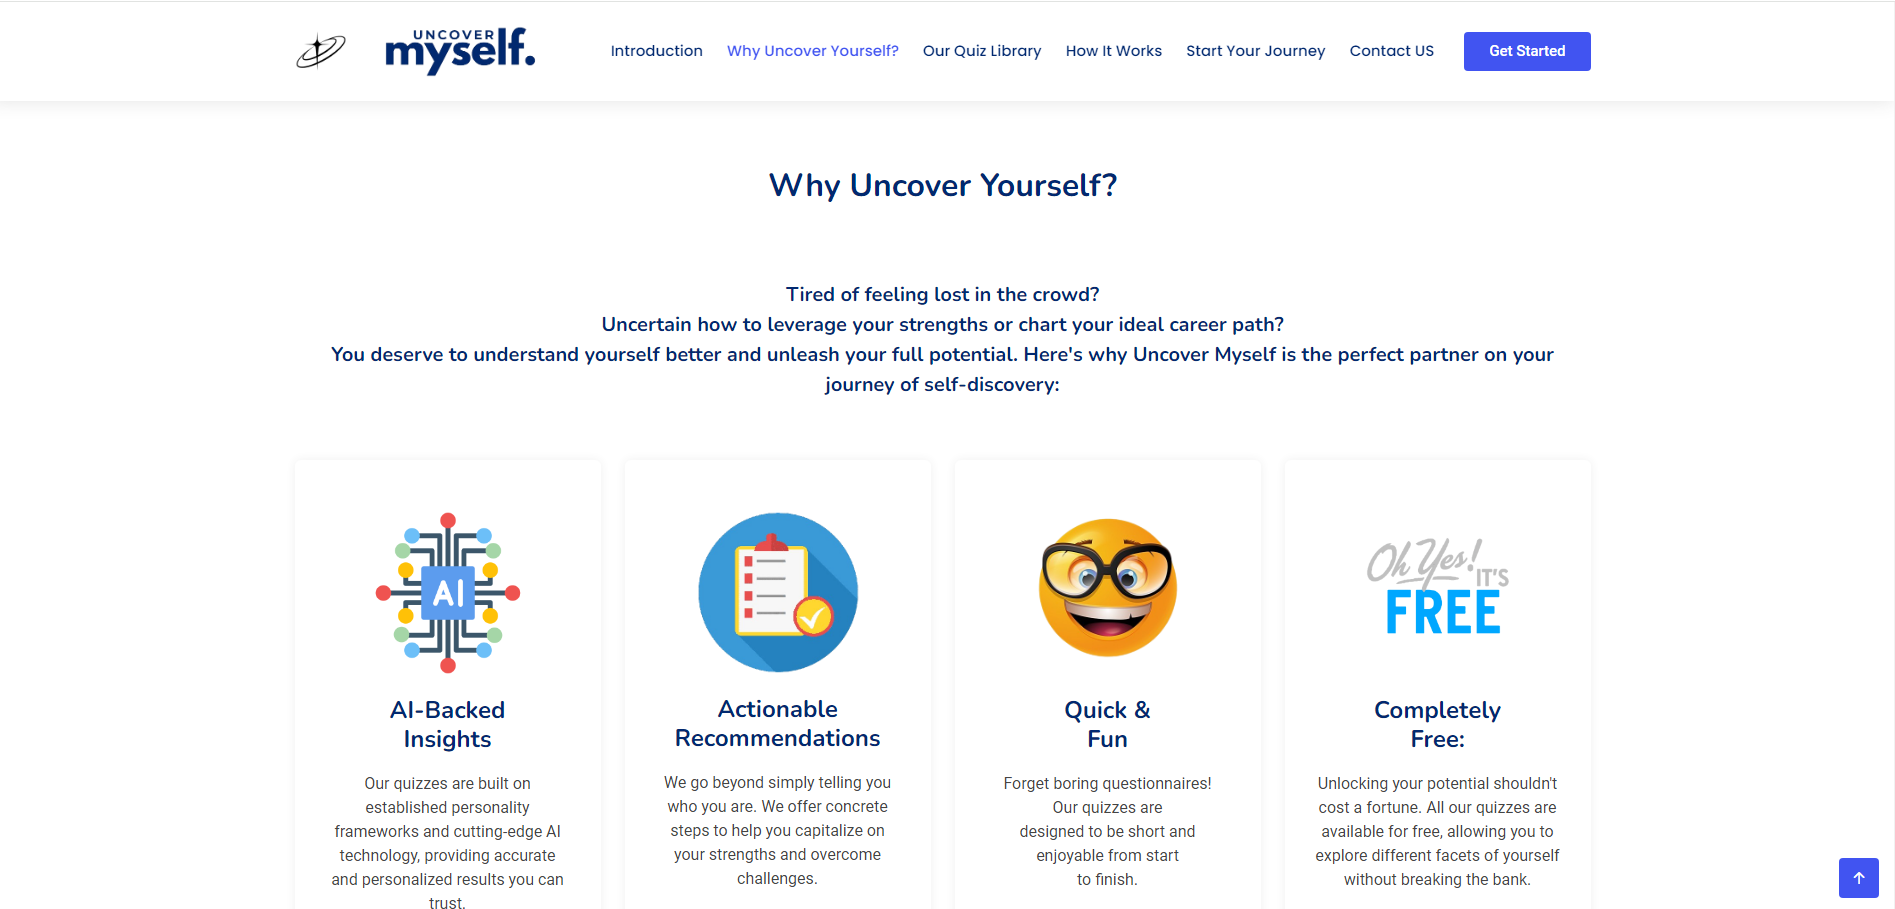 UNCOVER
myself.
Introduction
Why Uncover Yourself?
Our Quiz Library
How It Works
Start Your Journey
Contact US
Get Started
Why Uncover Yourself?
Tired of feeling lost in the crowd?
Uncertain how to leverage your strengths or chart your ideal career path?
You deserve to understand yourself better and unleash your full potential. Here's why Uncover Myself is the perfect partner on your
journey of self-discovery:
AI
AI-Backed
Insights
Our quizzes are built on
established personality
frameworks and cutting-edge AI
technology, providing accurate
and personalized results you can
trust.
Actionable
Recommendations
We go beyond simply telling you
who you are. We offer concrete
steps to help you capitalize on
your strengths and overcome
challenges.
Quick &
Fun
Forget boring questionnaires!
Our quizzes are
designed to be short and
enjoyable from start
to finish.
Oh Yes!
IT'S
FREE
Completely
Free:
Unlocking your potential shouldn't
cost a fortune. All our quizzes are
available for free, allowing you to
explore different facets of yourself
without breaking the bank.